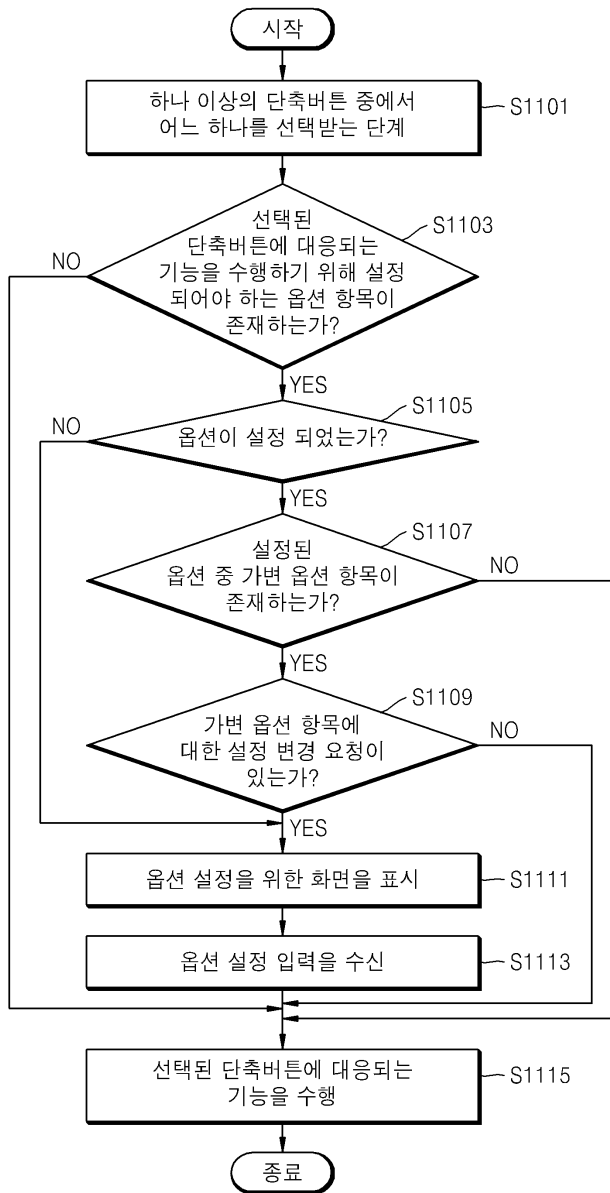 시작
하나 이상의 단축버튼 중에서
어느 하나를 선택받는 단계
S1101
선택된
단축버튼에 대응되는
기능을 수행하기 위해 설정
되어야 하는 옵션 항목이
존재하는가?
S1103
NO
YES
옵션이 설정 되었는가?
S1105
NO
YES
설정된
옵션 중 가변 옵션 항목이
존재하는가?
S1107
NO
YES
가변 옵션 항목에
대한 설정 변경 요청이
있는가?
S1109
NO
YES
옵션 설정을 위한 화면을 표시
S1111
옵션 설정 입력을 수신
S1113
선택된 단축버튼에 대응되는
기능을 수행
S1115
종료